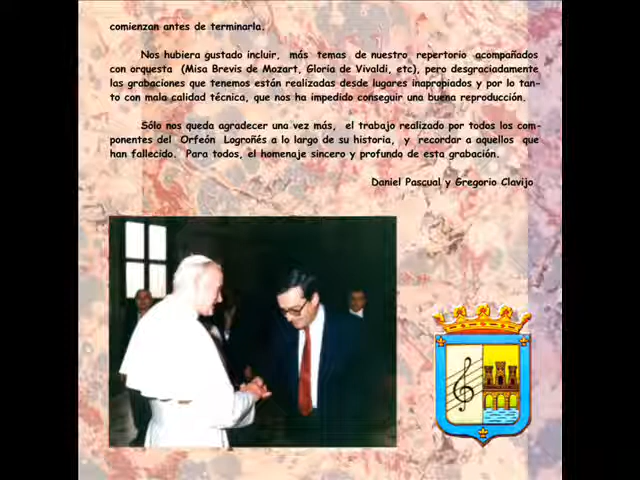 comienzan antes de terminarla.
Nos hubiera gustado incluir, más temas de nuestro repertorio acompañados
con orquesta (Misa Brevis de Mozart, Gloria de Vivaldi, etc), pero desgraciadamente
las grabaciones que tenemos están realizadas desde lugares inapropiados y por lo tan-
to con mala calidad técnica, que nos ha impedido conseguir una buena reproducción.
Sólo nos queda agradecer una vez más, el trabajo realizado por todos los com-
ponentes del Orfeón Logroñés a lo largo de su historia, y recordar a aquellos que
han fallecido. Para todos, el homenaje sincero y profundo de esta grabación.
Daniel Pascual y Gregorio Clavijo